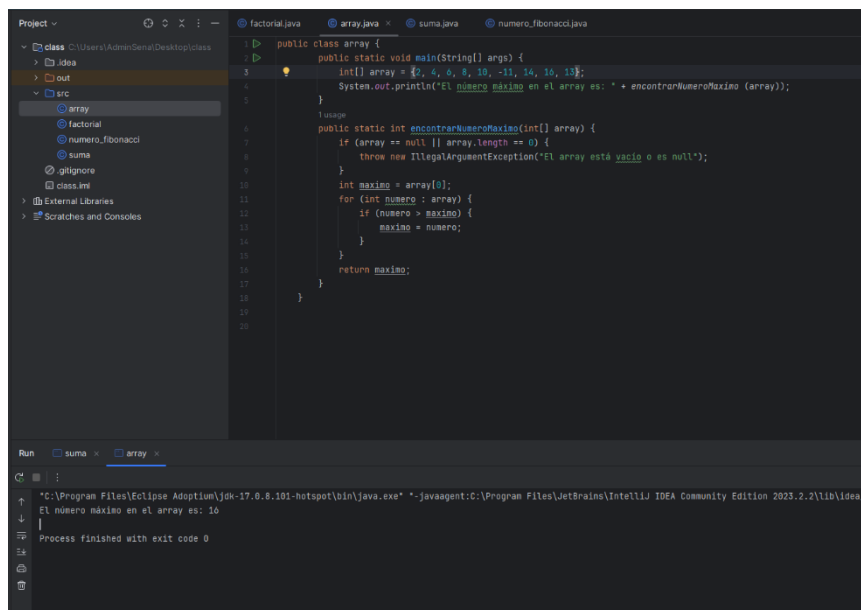 Project
class C:\Users\AdminSena\Desktop\class
.idea
out
src
array
factorial
numero_fibonacci
suma
.gitignore
class.iml
External Libraries
Scratches and Consoles
factorial.java array.java × suma.java numero_fibonacci.java
1 public class array {
2 public static void main(String[] args) {
3 int[] array = {2, 4, 6, 8, 10, -11, 14, 16, 13};
4 System.out.println("El número máximo en el array es: " + encontrarNumeroMaximo (array));
5 }
1 usage
6 public static int encontrarNumeroMaximo(int[] array) {
7 if (array == null || array.length == 0) {
8 throw new IllegalArgumentException("El array está vacío o es null");
9 }
10 int maximo = array[0];
11 for (int numero : array) {
12 if (numero > maximo) {
13 maximo = numero;
14 }
15 }
16 return maximo;
17 }
18 }
19
20
Run suma × array ×
"C:\Program Files\Eclipse Adoptium\jdk-17.0.8.101-hotspot\bin\java.exe" "-javaagent:C:\Program Files\JetBrains\IntelliJ IDEA Community Edition 2023.2.2\lib\idea
El número máximo en el array es: 16
Process finished with exit code 0